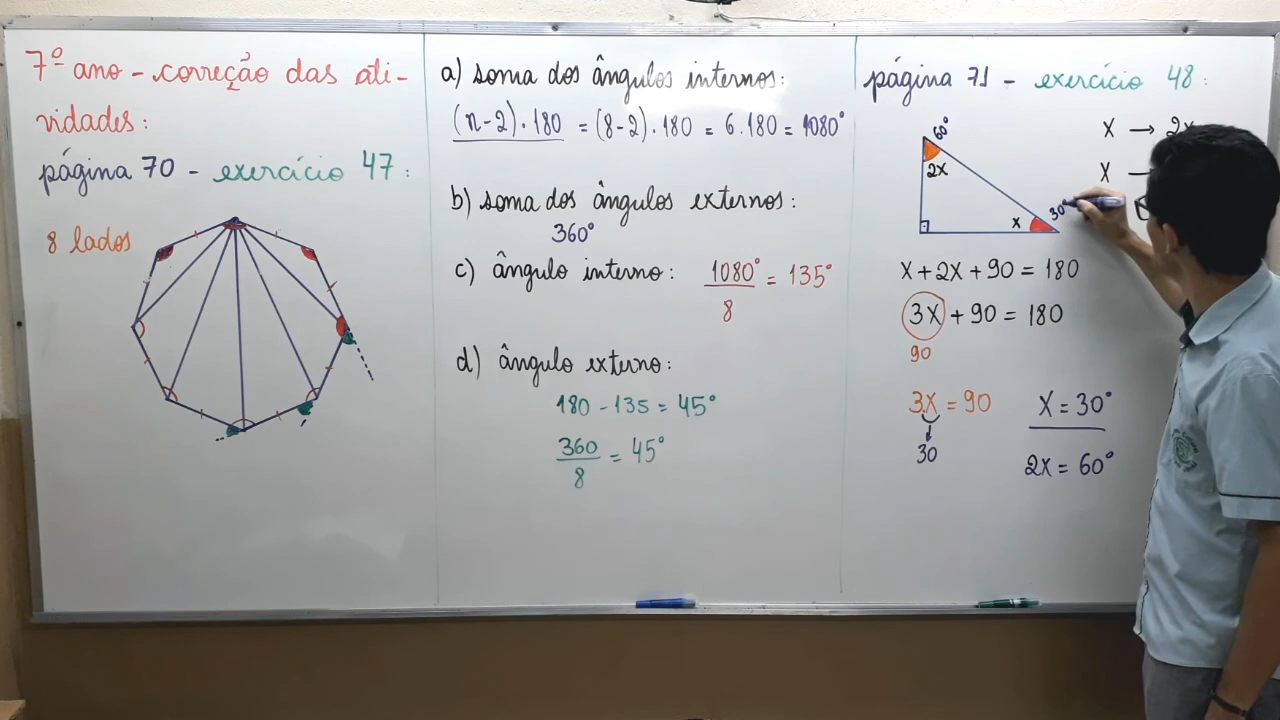 7º ano - correção das ati-
vidades:
página 70 - exercício 47:
8 lados
a) soma dos ângulos internos:
(n-2).180 = (8-2).180 = 6.180 = 1080°
b) soma dos ângulos externos:
360°
c) ângulo interno: 1080°/8 = 135°
d) ângulo externo:
180 - 135 = 45°
360/8 = 45°
página 71 - exercício 48:
x → 2x
x →
60°
2x
x
30°
x + 2x + 90 = 180
3x + 90 = 180
90
3x = 90
30
x = 30°
2x = 60°